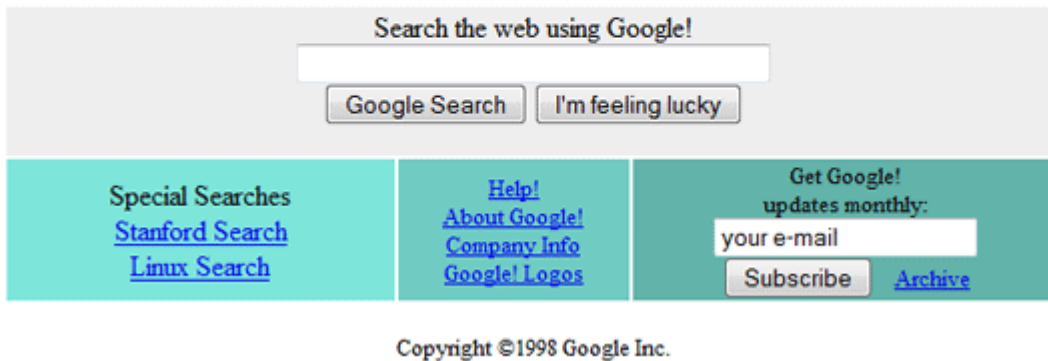 Search the web using Google!
Google Search I'm feeling lucky
Special Searches
Stanford Search
Linux Search
Help!
About Google!
Company Info
Google! Logos
Get Google!
updates monthly:
your e-mail
Subscribe Archive
Copyright ©1998 Google Inc.